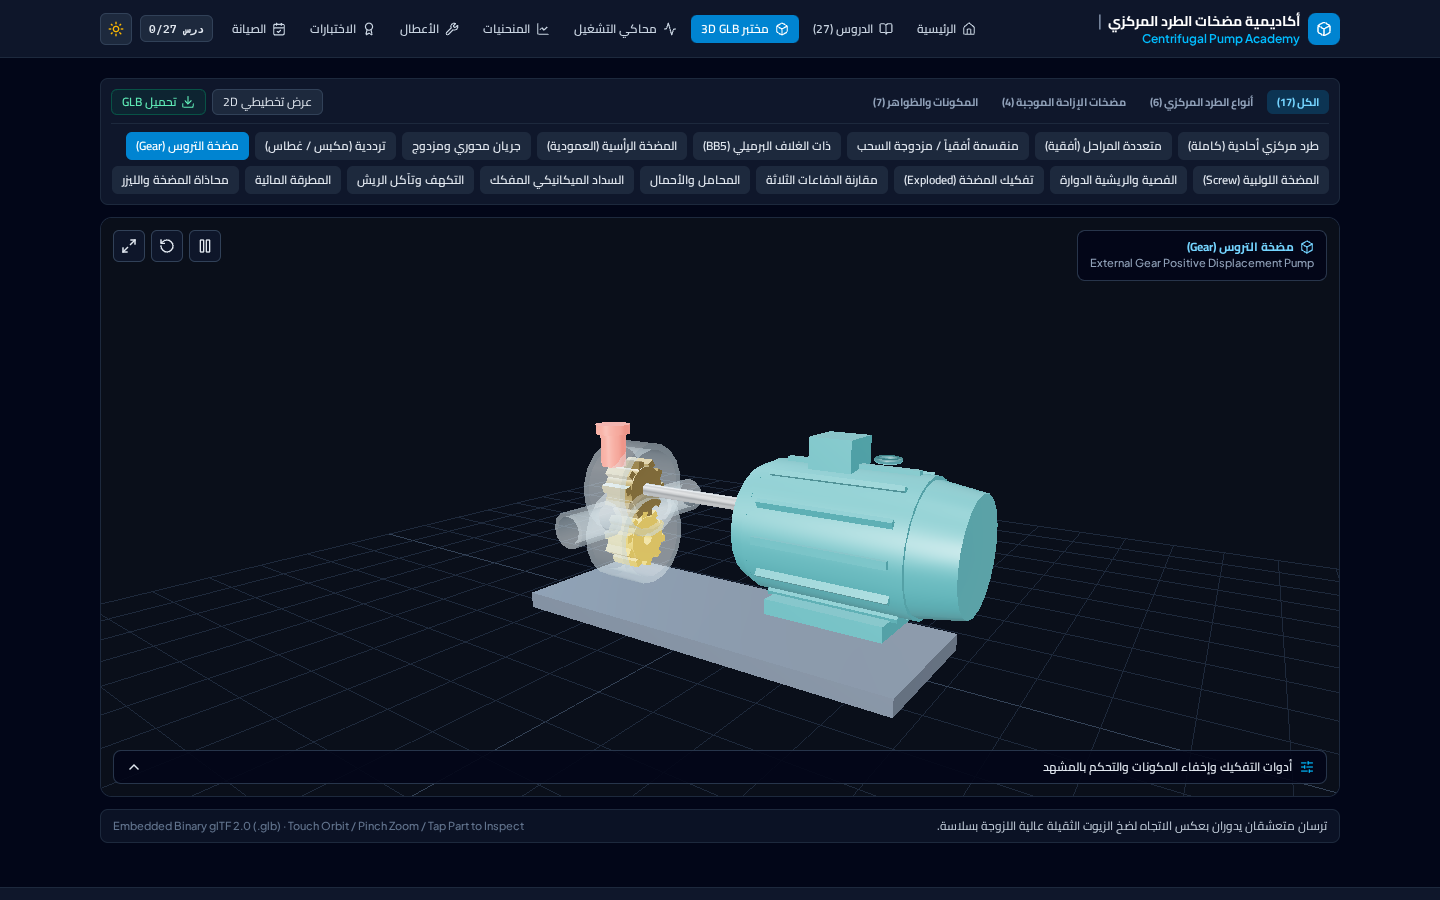 أكاديمية مضخات الطرد المركزي
Centrifugal Pump Academy
الرئيسية
الدروس (27)
مختبر 3D GLB
محاكي التشغيل
المنحنيات
الأعطال
الاختبارات
الصيانة
0/27 درس
الكل (17)
أنواع الطرد المركزي (6)
مضخات الإزاحة الموجبة (4)
المكونات والظواهر (7)
عرض تخطيطي 2D
تحميل GLB
طرد مركزي أحادية (كاملة)
متعددة المراحل (أفقية)
منقسمة أفقياً / مزدوجة السحب
ذات الغلاف البرميلي (BB5)
المضخة الرأسية (العمودية)
جريان محوري ومزدوج
ترددية (مكبس / غطاس)
مضخة التروس (Gear)
المضخة اللولبية (Screw)
الفصية والريشية الدوارة
تفكيك المضخة (Exploded)
مقارنة الدفاعات الثلاثة
المحامل والأحمال
السداد الميكانيكي المفكك
التكهف وتآكل الريش
المطرقة المائية
محاذاة المضخة والليزر
مضخة التروس (Gear)
External Gear Positive Displacement Pump
أدوات التفكيك وإخفاء المكونات والتحكم بالمشهد
ترسان متعشقان يدوران بعكس الاتجاه لضخ الزيوت الثقيلة عالية اللزوجة بسلاسة.
Embedded Binary glTF 2.0 (.glb) · Touch Orbit / Pinch Zoom / Tap Part to Inspect